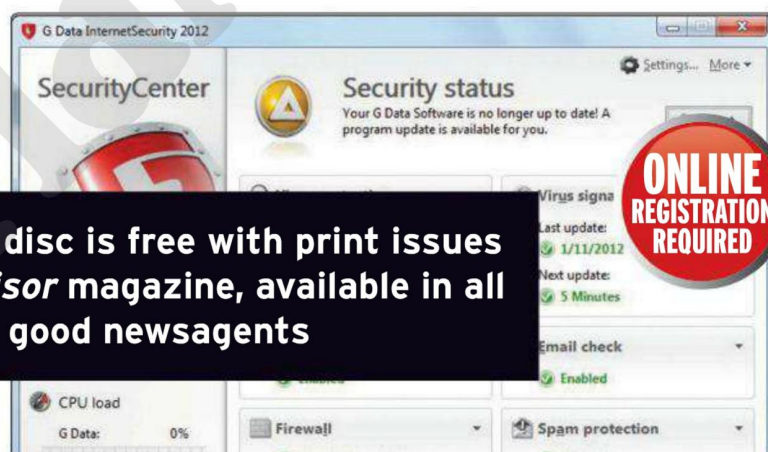 G Data InternetSecurity 2012
Settings... More
SecurityCenter
Security status
Your G Data Software is no longer up to date! A
program update is available for you.
ONLINE
REGISTRATION
REQUIRED
Virus signa
Last update:
1/11/2012
Next update:
5 Minutes
disc is free with print issues
isor magazine, available in all
good newsagents
Email check
Enabled
CPU load
G Data: 0%
Firewall
Spam protection